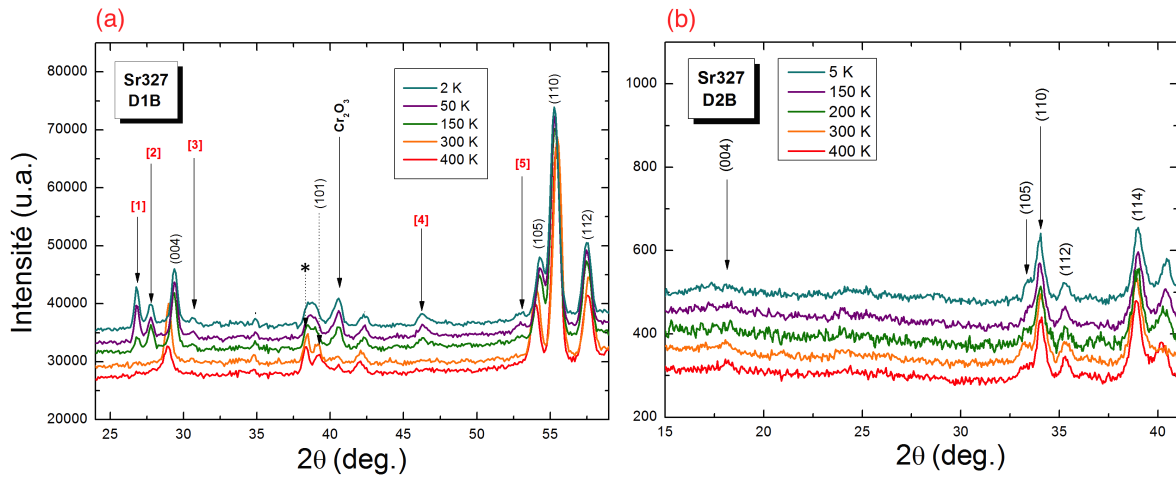 (a)
Sr327
D1B
2 K
50 K
150 K
300 K
400 K
[1]
[2]
[3]
(004)
*
(101)
Cr2O3
[4]
[5]
(105)
(110)
(112)
Intensité (u.a.)
80000
70000
60000
50000
40000
30000
20000
25 30 35 40 45 50 55
2θ (deg.)
(b)
Sr327
D2B
5 K
150 K
200 K
300 K
400 K
(004)
(105)
(110)
(112)
(114)
1000
800
600
400
200
15 20 25 30 35 40
2θ (deg.)